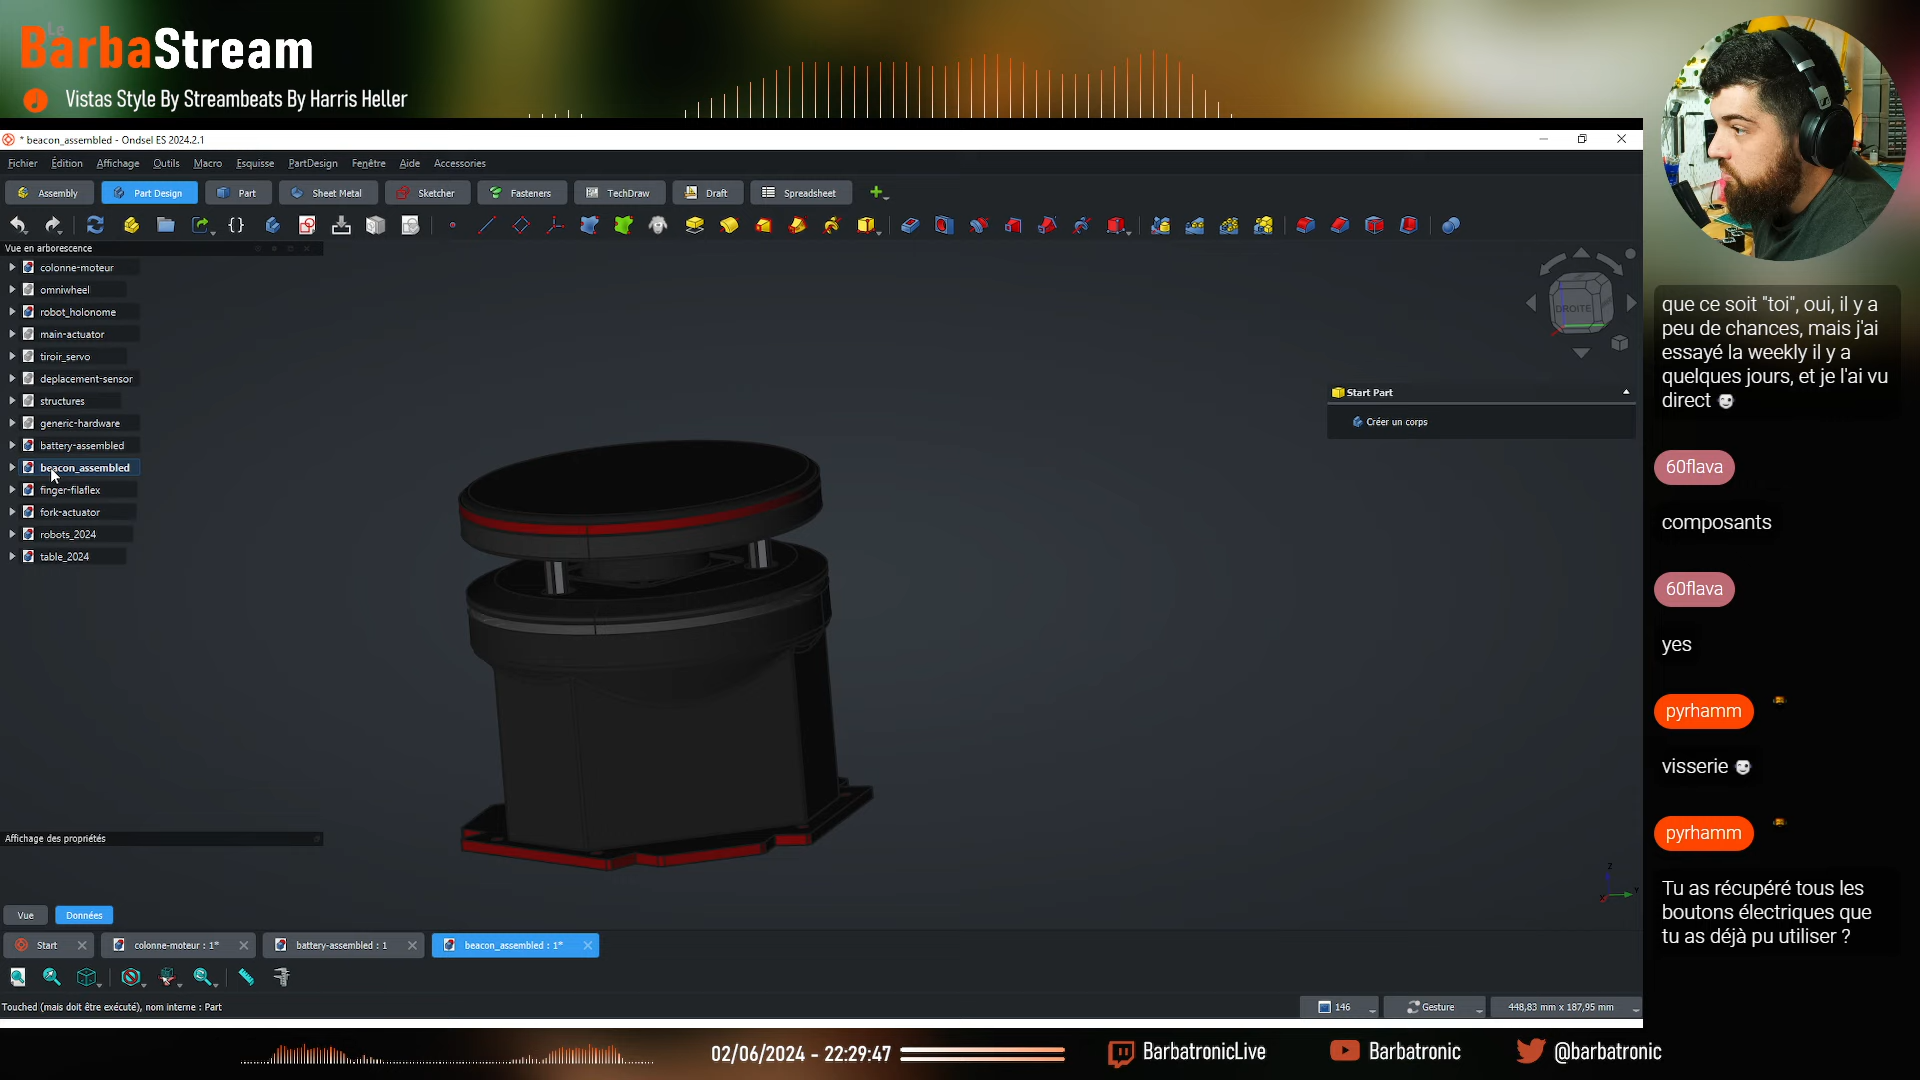 Le
BarbaStream
Vistas Style By Streambeats By Harris Heller
* beacon_assembled - Ondsel ES 2024.2.1
Fichier Édition Affichage Outils Macro Esquisse PartDesign Fenêtre Aide Accessories
Assembly Part Design Part Sheet Metal Sketcher Fasteners TechDraw Draft Spreadsheet
Vue en arborescence
colonne-moteur
omniwheel
robot_holonome
main-actuator
tiroir_servo
deplacement-sensor
structures
generic-hardware
battery-assembled
beacon_assembled
finger-filaflex
fork-actuator
robots_2024
table_2024
DROITE
Start Part
Créer un corps
Affichage des propriétés
Vue Données
Start colonne-moteur : 1* battery-assembled : 1 beacon_assembled : 1*
Touched (mais doit être exécuté), nom interne : Part
146 Gesture 448,83 mm x 187,95 mm
que ce soit "toi", oui, il y a
peu de chances, mais j'ai
essayé la weekly il y a
quelques jours, et je l'ai vu
direct
60flava
composants
60flava
yes
pyrhamm
visserie
pyrhamm
Tu as récupéré tous les
boutons électriques que
tu as déjà pu utiliser ?
02/06/2024 - 22:29:47
BarbatronicLive Barbatronic @barbatronic